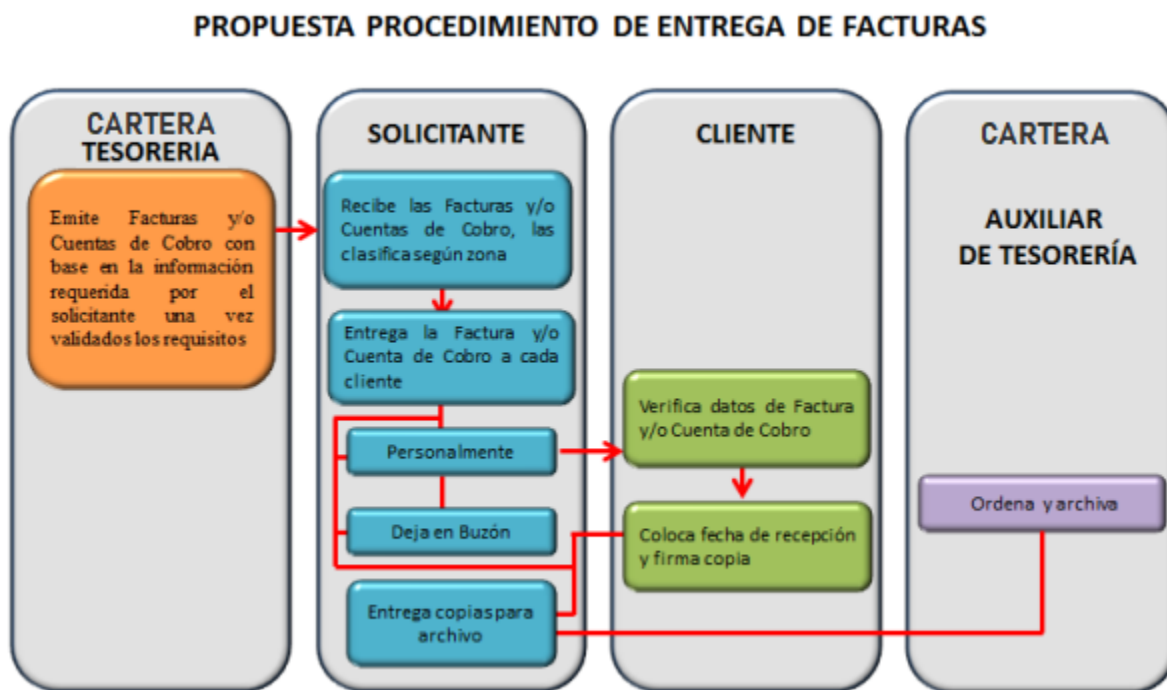 PROPUESTA PROCEDIMIENTO DE ENTREGA DE FACTURAS
CARTERA
TESORERIA
Emite Facturas y/o
Cuentas de Cobro con
base en la información
requerida por el
solicitante una vez
validados los requisitos
SOLICITANTE
Recibe las Facturas y/o
Cuentas de Cobro, las
clasifica según zona
Entrega la Factura y/o
Cuenta de Cobro a cada
cliente
Personalmente
Deja en Buzón
Entrega copias para
archivo
CLIENTE
Verifica datos de Factura
y/o Cuenta de Cobro
Coloca fecha de recepción
y firma copia
CARTERA
AUXILIAR
DE TESORERÍA
Ordena y archiva